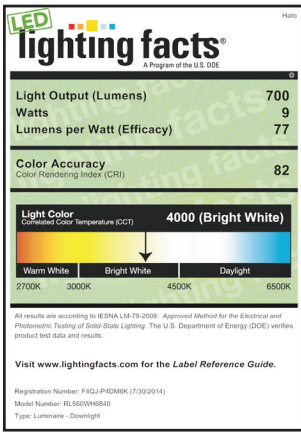 Halo
LED
lighting facts®
A Program of the U.S. DOE
Light Output (Lumens) 700
Watts 9
Lumens per Watt (Efficacy) 77
Color Accuracy
Color Rendering Index (CRI) 82
Light Color
Correlated Color Temperature (CCT) 4000 (Bright White)
Warm White Bright White Daylight
2700K 3000K 4500K 6500K
All results are according to IESNA LM-79-2008: Approved Method for the Electrical and
Photometric Testing of Solid-State Lighting. The U.S. Department of Energy (DOE) verifies
product test data and results.
Visit www.lightingfacts.com for the Label Reference Guide.
Registration Number: F4QJ-P4DM6K (7/30/2014)
Model Number: RL560WH6840
Type: Luminaire - Downlight